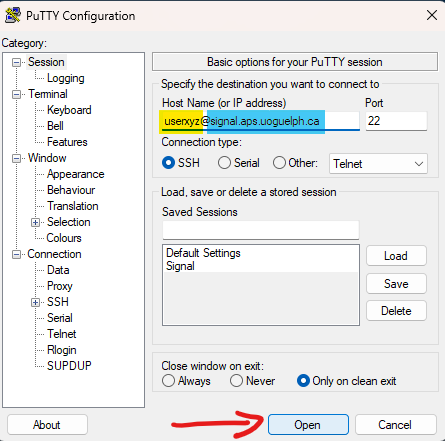 PuTTY Configuration
Category:
Session
Logging
Terminal
Keyboard
Bell
Features
Window
Appearance
Behaviour
Translation
Selection
Colours
Connection
Data
Proxy
SSH
Serial
Telnet
Rlogin
SUPDUP
Basic options for your PuTTY session
Specify the destination you want to connect to
Host Name (or IP address) Port
userxyz@signal.aps.uoguelph.ca 22
Connection type:
SSH Serial Other: Telnet
Load, save or delete a stored session
Saved Sessions
Default Settings
Signal
Load
Save
Delete
Close window on exit:
Always Never Only on clean exit
About Open Cancel